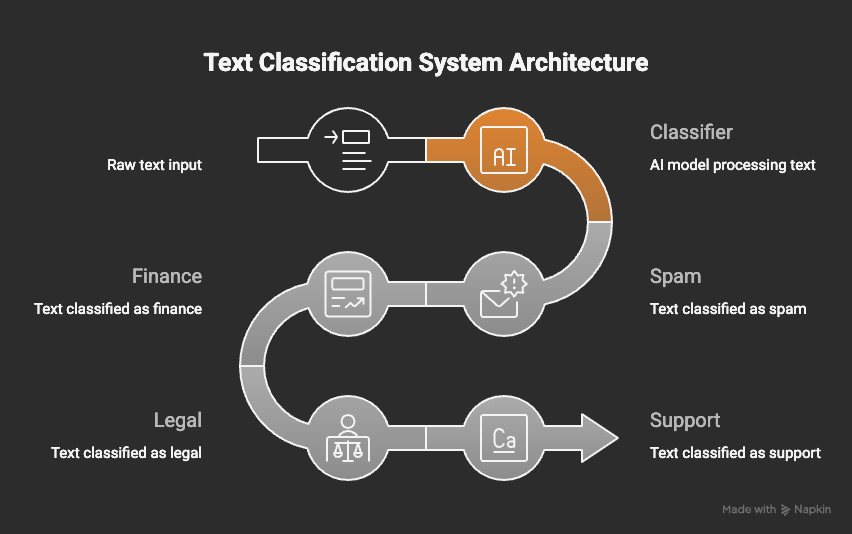 Text Classification System Architecture
Raw text input
AI
Classifier
AI model processing text
Finance
Text classified as finance
Spam
Text classified as spam
Legal
Text classified as legal
Ca
Support
Text classified as support
Made with Napkin